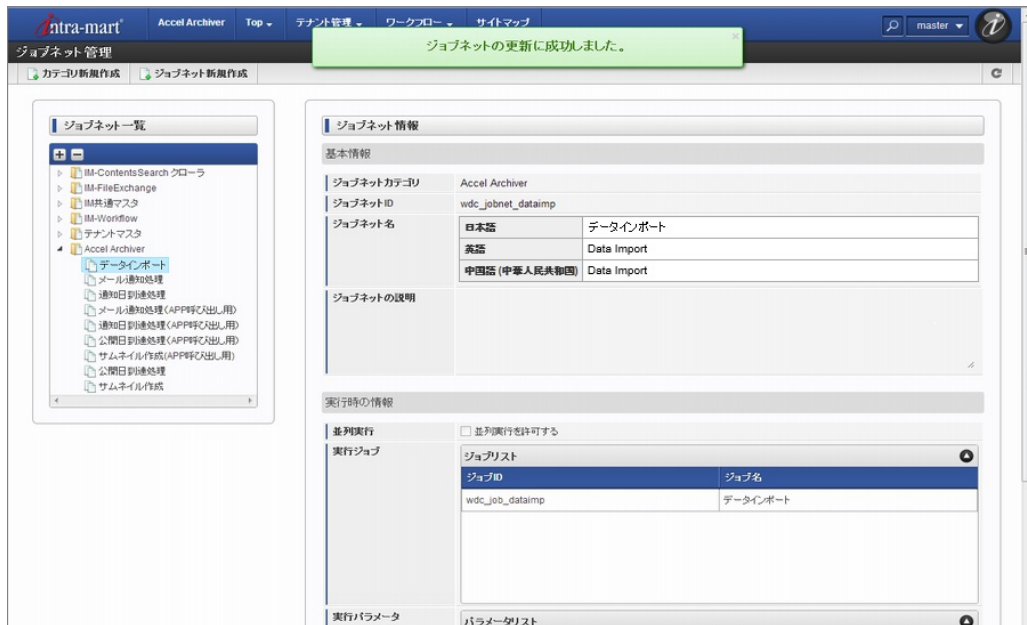 intra-mart
Accel Archiver
Top
テナント管理
ワークフロー
サイトマップ
master
ジョブネットの更新に成功しました。
ジョブネット管理
カテゴリ新規作成
ジョブネット新規作成
ジョブネット一覧
IM-ContentsSearch クローラ
IM-FileExchange
IM共通マスタ
IM-Workflow
テナントマスタ
Accel Archiver
データインポート
メール通知処理
通知日到達処理
メール通知処理(APP呼び出し用)
通知日到達処理(APP呼び出し用)
公開日到達処理(APP呼び出し用)
サムネイル作成(APP呼び出し用)
公開日到達処理
サムネイル作成
ジョブネット情報
基本情報
ジョブネットカテゴリ Accel Archiver
ジョブネットID wdc_jobnet_dataimp
ジョブネット名 日本語 データインポート
英語 Data Import
中国語 (中華人民共和国) Data Import
ジョブネットの説明
実行時の情報
並列実行 並列実行を許可する
実行ジョブ ジョブリスト
ジョブID ジョブ名
wdc_job_dataimp データインポート
実行パラメータ パラメータリスト